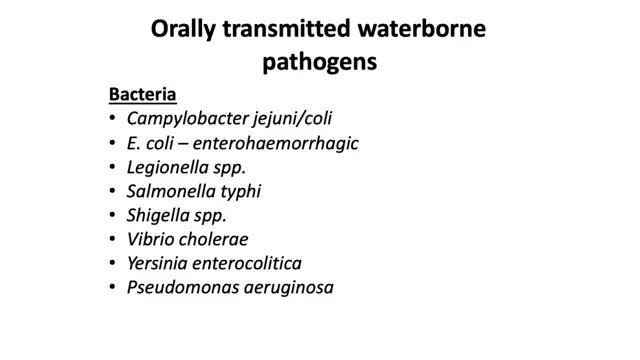 Orally transmitted waterborne
pathogens
Bacteria
• Campylobacter jejuni/coli
• E. coli – enterohaemorrhagic
• Legionella spp.
• Salmonella typhi
• Shigella spp.
• Vibrio cholerae
• Yersinia enterocolitica
• Pseudomonas aeruginosa